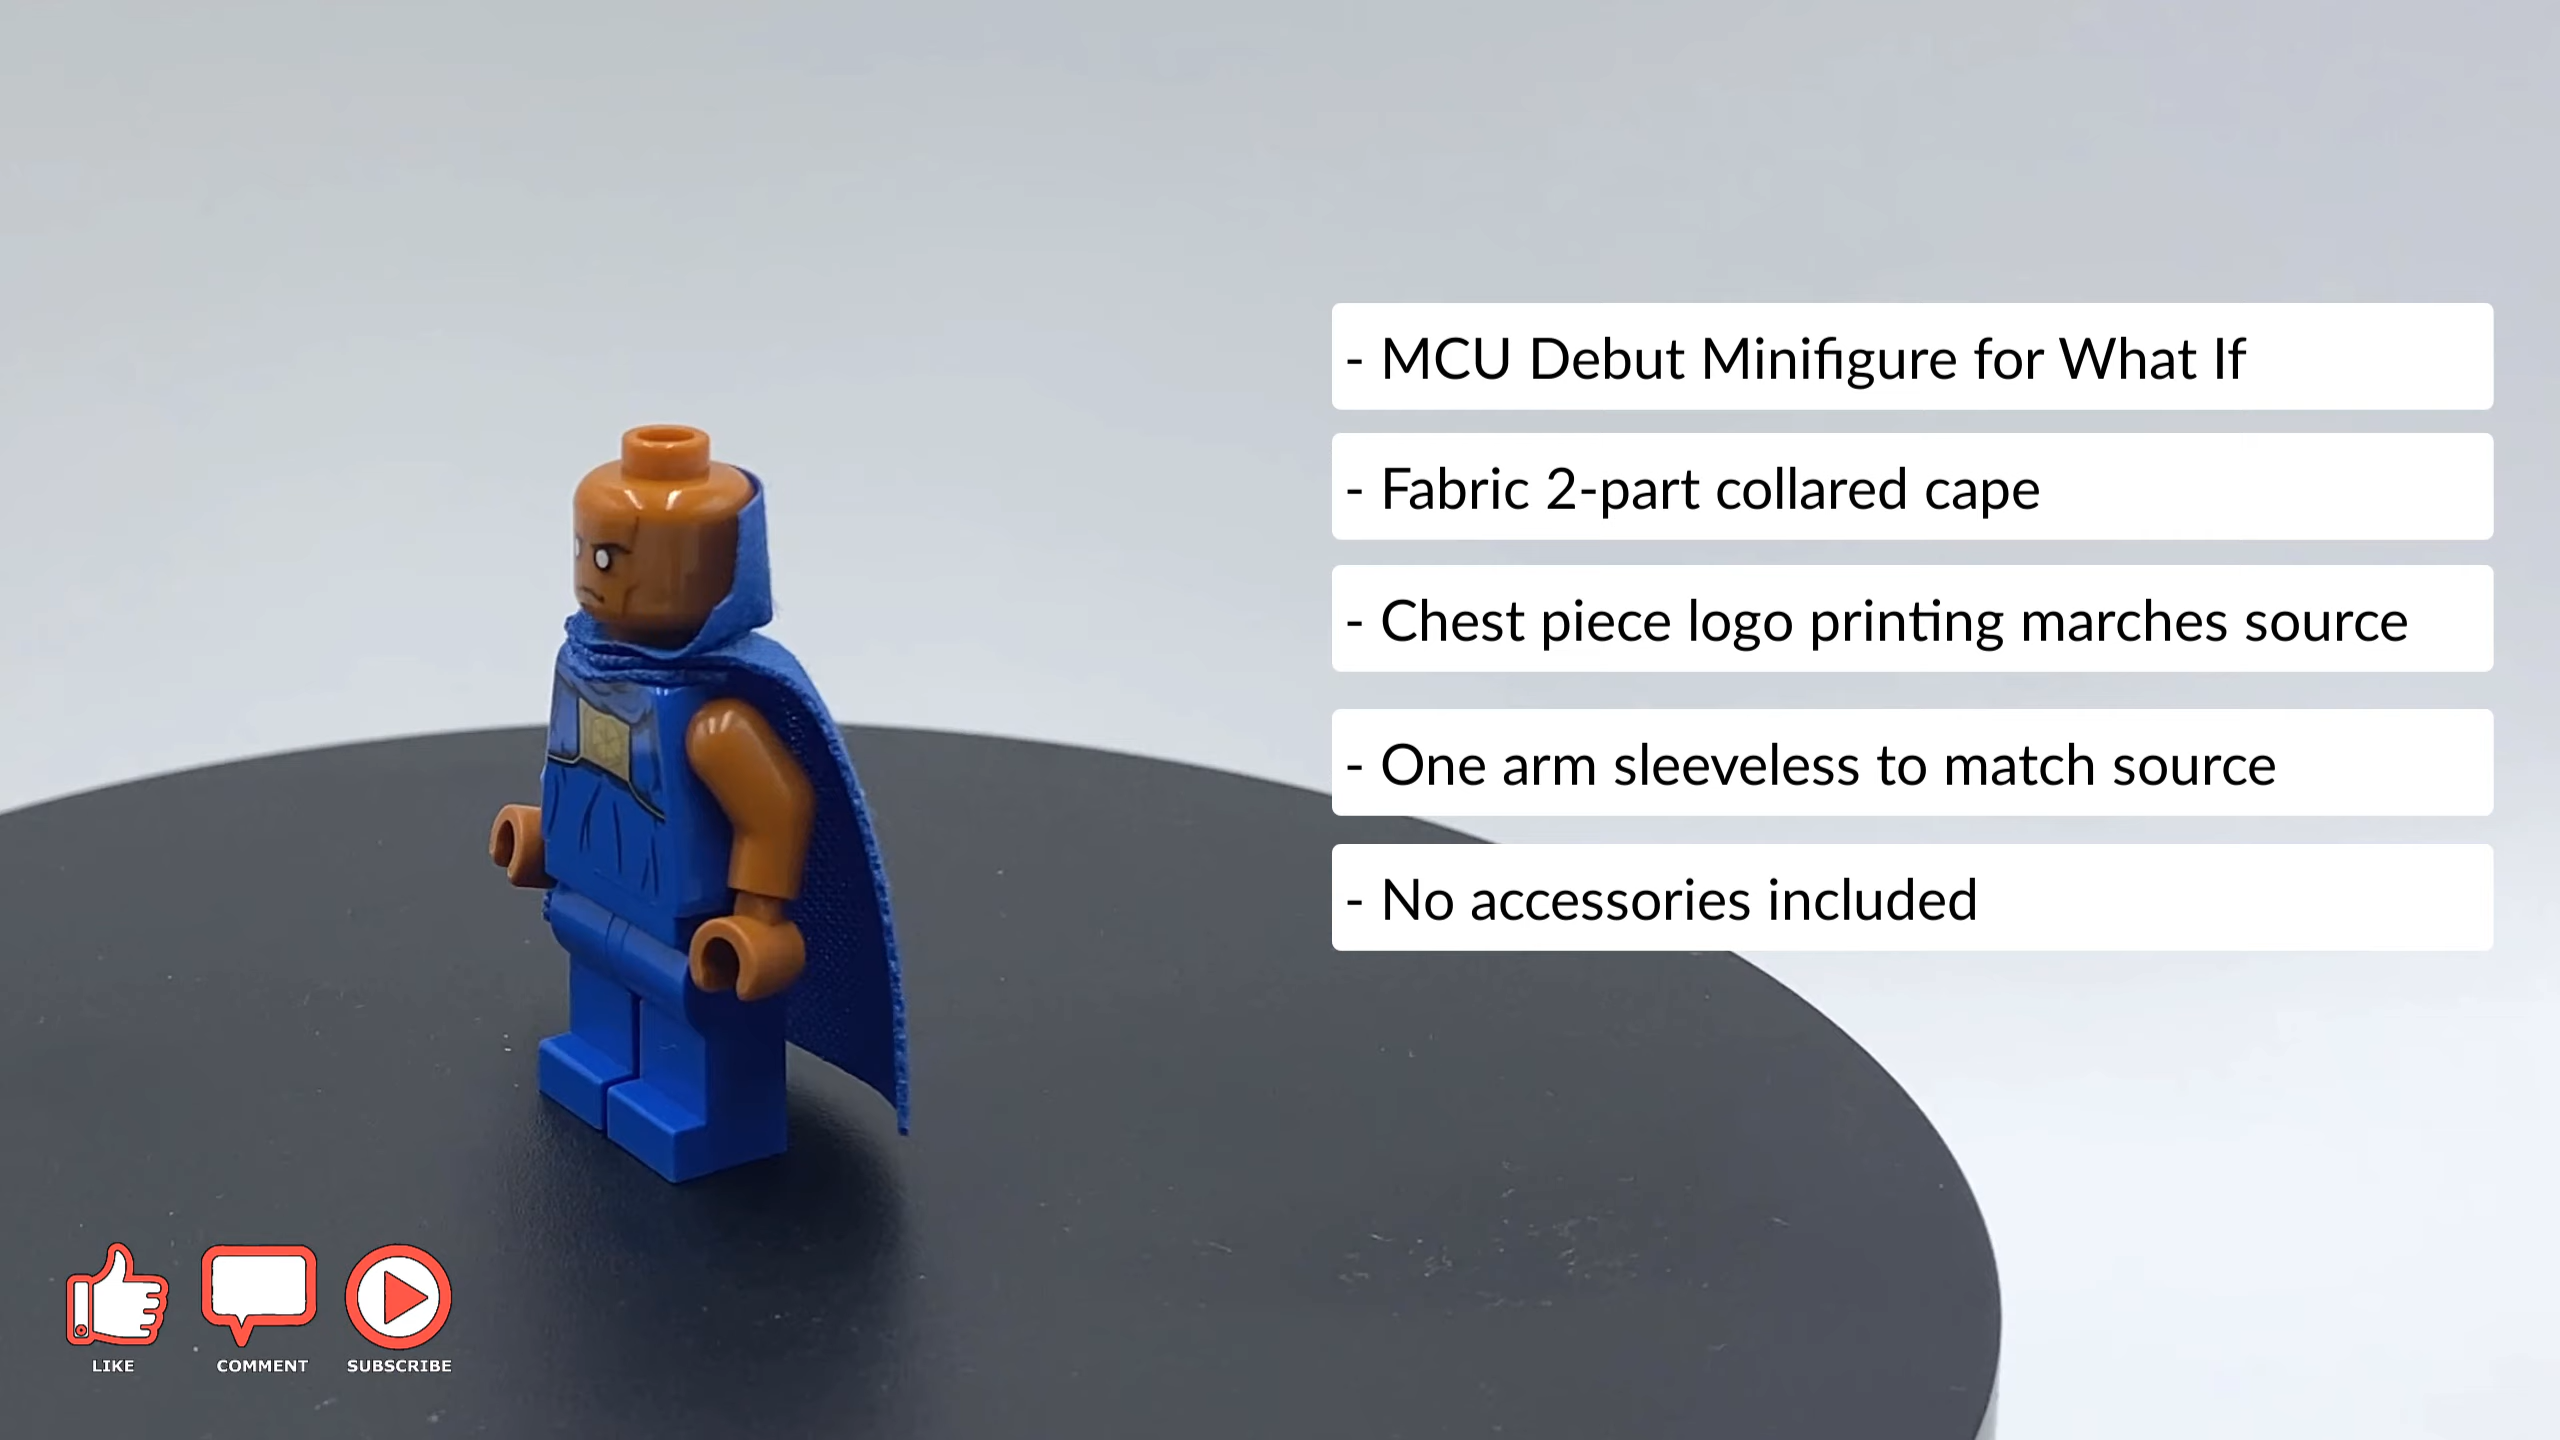 - MCU Debut Minifigure for What If
- Fabric 2-part collared cape
- Chest piece logo printing marches source
- One arm sleeveless to match source
- No accessories included
LIKE COMMENT SUBSCRIBE